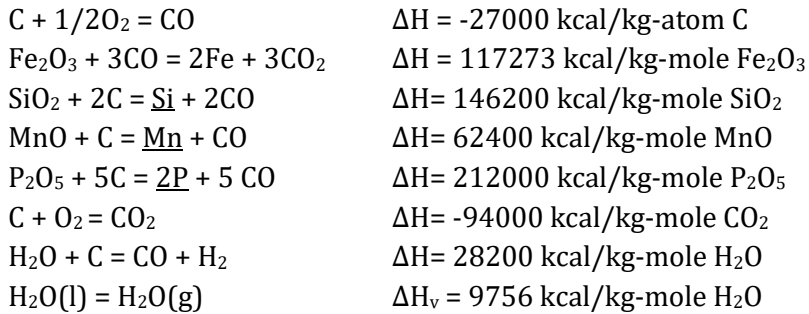 C + 1/2O₂ = CO ΔH = -27000 kcal/kg-atom C
Fe₂O₃ + 3CO = 2Fe + 3CO₂ ΔH = 117273 kcal/kg-mole Fe₂O₃
SiO₂ + 2C = Si + 2CO ΔH= 146200 kcal/kg-mole SiO₂
MnO + C = Mn + CO ΔH= 62400 kcal/kg-mole MnO
P₂O₅ + 5C = 2P + 5 CO ΔH= 212000 kcal/kg-mole P₂O₅
C + O₂ = CO₂ ΔH= -94000 kcal/kg-mole CO₂
H₂O + C = CO + H₂ ΔH= 28200 kcal/kg-mole H₂O
H₂O(l) = H₂O(g) ΔHᵥ = 9756 kcal/kg-mole H₂O